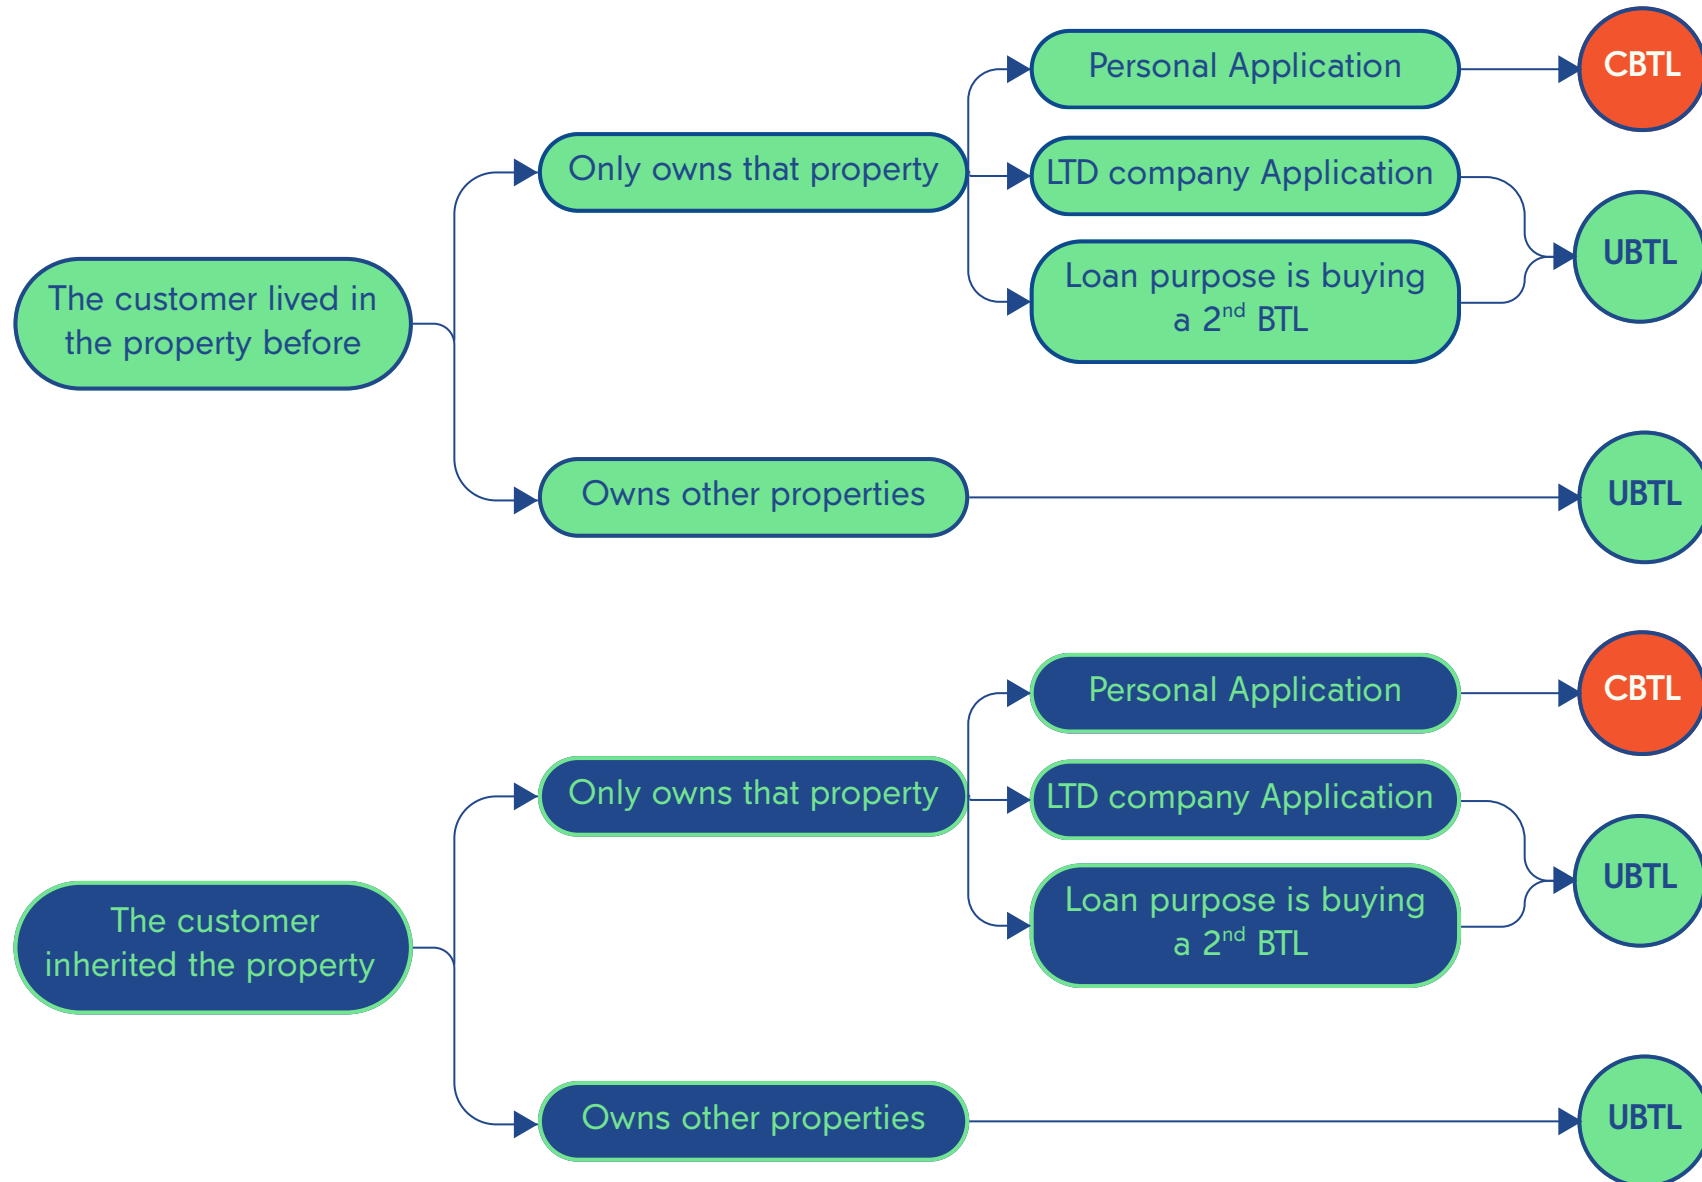 Personal Application
CBTL
Only owns that property
LTD company Application
UBTL
Loan purpose is buying
a 2nd BTL
The customer lived in
the property before
Owns other properties
UBTL
Personal Application
CBTL
Only owns that property
LTD company Application
UBTL
Loan purpose is buying
a 2nd BTL
The customer
inherited the property
Owns other properties
UBTL